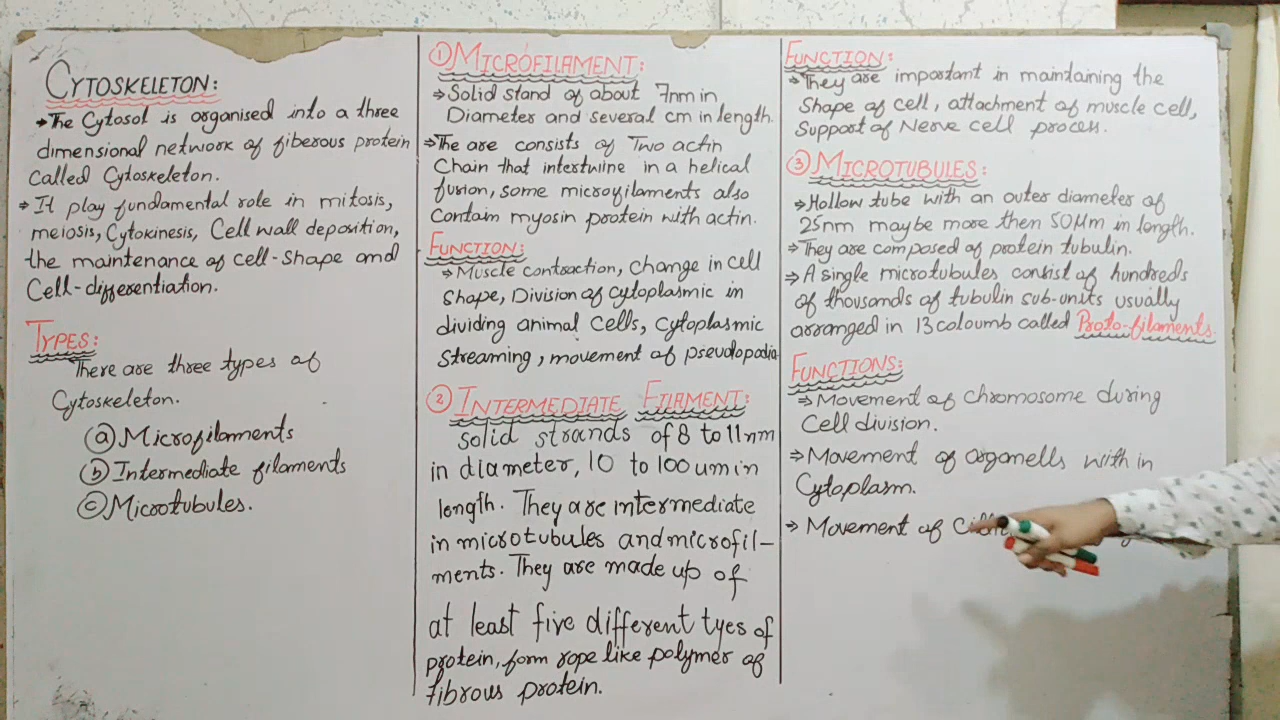 CYTOSKELETON:
→ The Cytosol is organised into a three
dimensional network of fiberous protein
Called Cytoskeleton.
→ It play fundamental role in mitosis,
meiosis, Cytokinesis, Cell wall deposition,
the maintenance of cell-shape and
Cell-differentiation.
TYPES:
There are three types of
Cytoskeleton.
(a) Microfilaments
(b) Intermediate filaments
(c) Microtubules.
① MICROFILAMENT:
→ Solid stand of about 7nm in
Diameter and several cm in length.
→ The are consists of Two actin
Chain that intertwine in a helical
fusion, some microfilaments also
Contain myosin protein with actin.
FUNCTION:
→ Muscle contraction, change in cell
shape, Division of cytoplasmic in
dividing animal cells, cytoplasmic
streaming, movement of pseudopodia
② INTERMEDIATE FILAMENT:
solid strands of 8 to 11nm
in diameter, 10 to 100um in
length. They are intermediate
in microtubules and microfil-
ments. They are made up of
at least five different tyes of
protein, form rope like polymer of
fibrous protein.
FUNCTION:
→ They are important in maintaining the
Shape of cell, attachment of muscle cell,
Support of Nerve cell process.
③ MICROTUBULES:
→ Hollow tube with an outer diameter of
25nm maybe more then 50µm in length.
→ They are composed of protein tubulin.
→ A single microtubules consist of hundreds
of thousands of tubulin sub-units usually
arranged in 13 coloumb called Proto-filaments.
FUNCTIONS:
→ Movement of chromosome during
Cell division.
→ Movement of organells with in
Cytoplasm.
→ Movement of